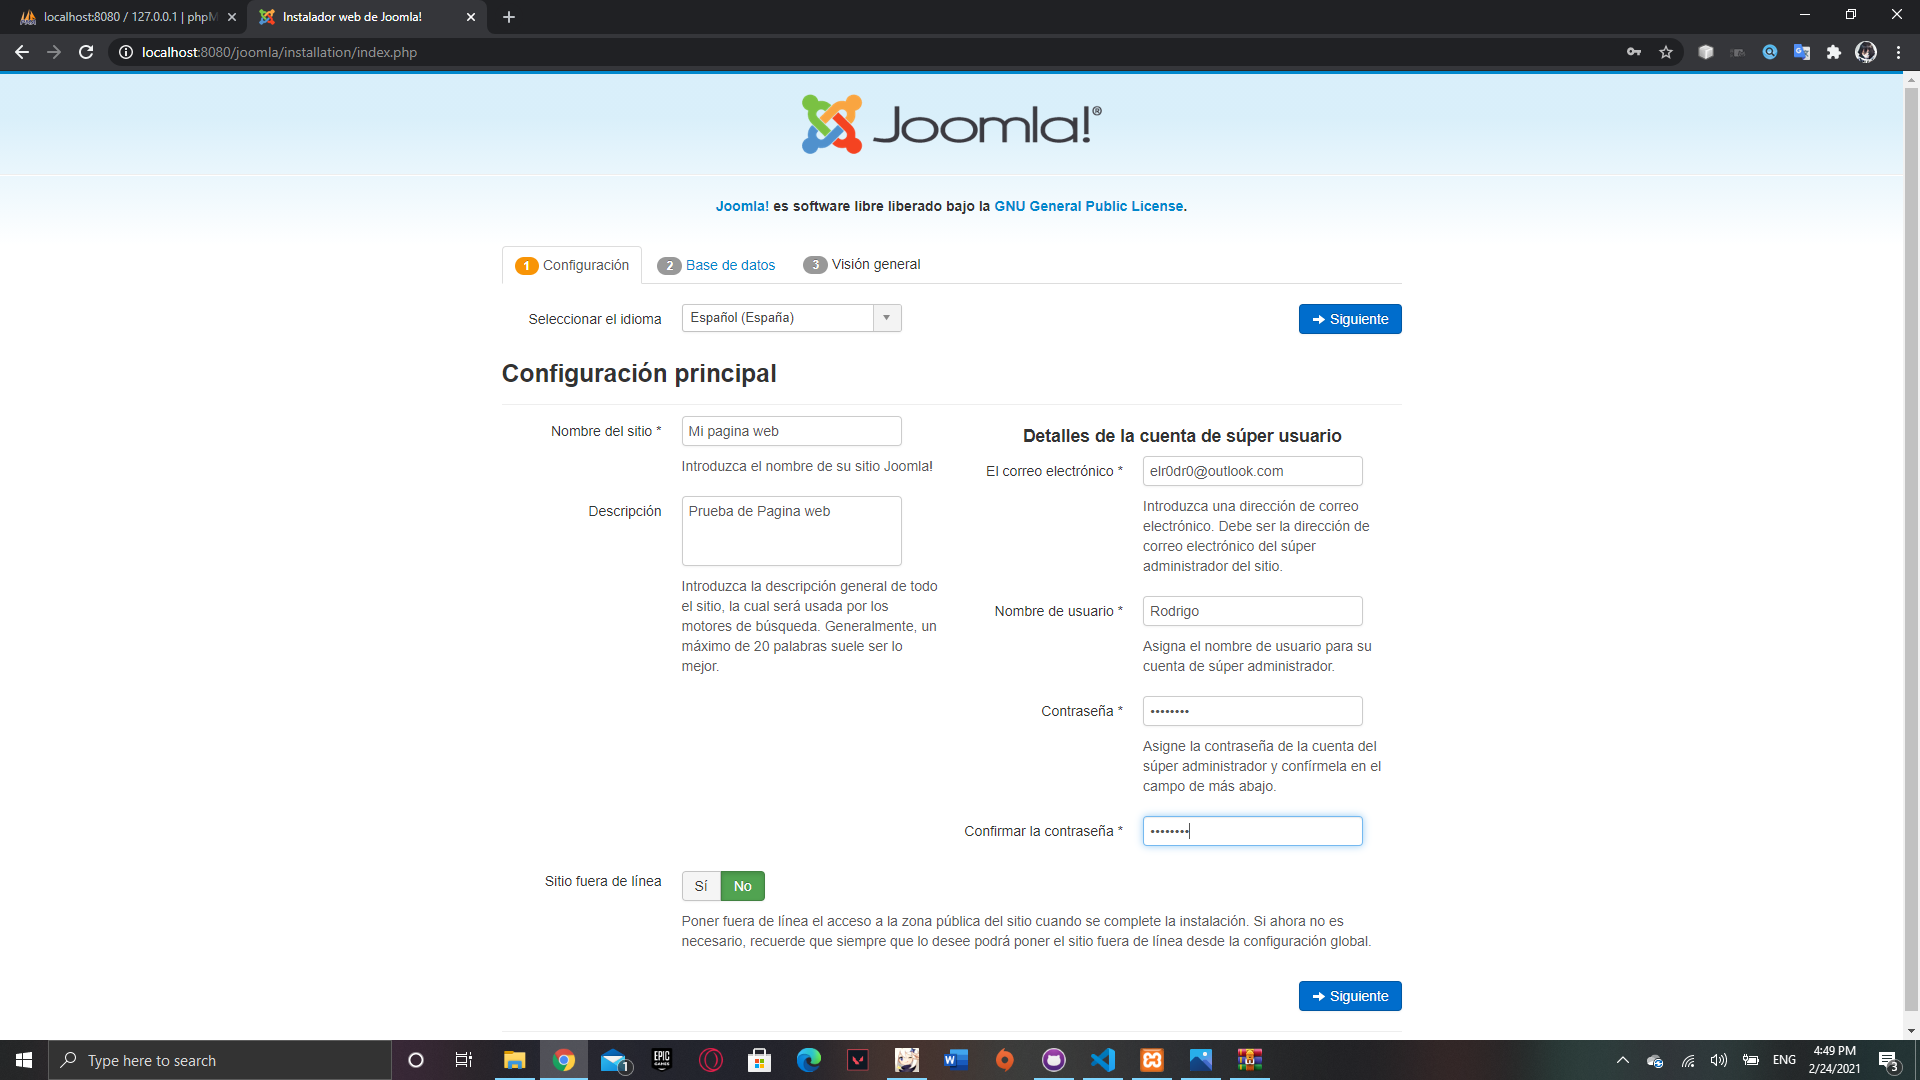 localhost:8080 / 127.0.0.1 | phpM
Instalador web de Joomla!
localhost:8080/joomla/installation/index.php
Joomla!®
Joomla! es software libre liberado bajo la GNU General Public License.
1 Configuración
2 Base de datos
3 Visión general
Seleccionar el idioma
Español (España)
Siguiente
Configuración principal
Nombre del sitio *
Mi pagina web
Introduzca el nombre de su sitio Joomla!
Descripción
Prueba de Pagina web
Introduzca la descripción general de todo
el sitio, la cual será usada por los
motores de búsqueda. Generalmente, un
máximo de 20 palabras suele ser lo
mejor.
Detalles de la cuenta de súper usuario
El correo electrónico *
elr0dr0@outlook.com
Introduzca una dirección de correo
electrónico. Debe ser la dirección de
correo electrónico del súper
administrador del sitio.
Nombre de usuario *
Rodrigo
Asigna el nombre de usuario para su
cuenta de súper administrador.
Contraseña *
••••••••
Asigne la contraseña de la cuenta del
súper administrador y confírmela en el
campo de más abajo.
Confirmar la contraseña *
••••••••
Sitio fuera de línea
Sí
No
Poner fuera de línea el acceso a la zona pública del sitio cuando se complete la instalación. Si ahora no es
necesario, recuerde que siempre que lo desee podrá poner el sitio fuera de línea desde la configuración global.
Siguiente
Type here to search
1
EPIC
GAMES
W
ENG
4:49 PM
2/24/2021
3